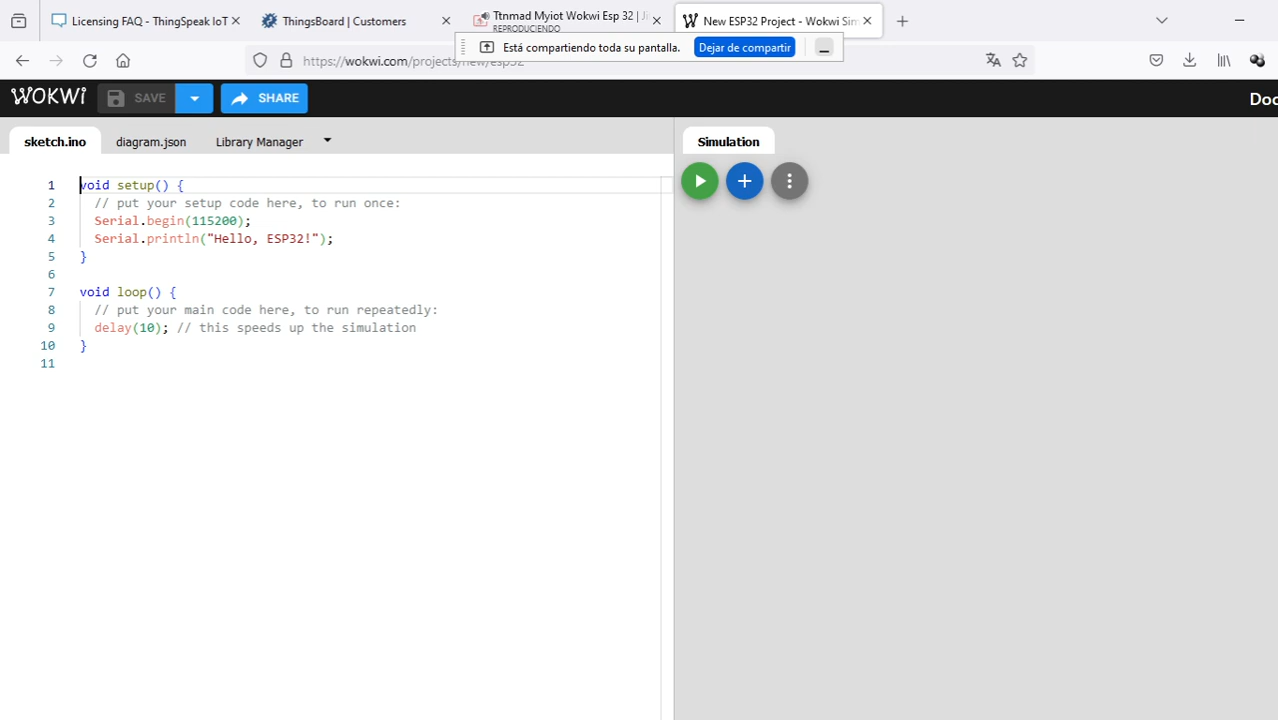 Licensing FAQ - ThingSpeak IoT
ThingsBoard | Customers
Ttnmad Myiot Wokwi Esp 32 | Ji
REPRODUCIENDO
New ESP32 Project - Wokwi Sim
Está compartiendo toda su pantalla.
Dejar de compartir
https://wokwi.com/projects/new/esp32
WOKWI
SAVE
SHARE
Doc
sketch.ino
diagram.json
Library Manager
Simulation
1 void setup() {
2 // put your setup code here, to run once:
3 Serial.begin(115200);
4 Serial.println("Hello, ESP32!");
5 }
6
7 void loop() {
8 // put your main code here, to run repeatedly:
9 delay(10); // this speeds up the simulation
10 }
11